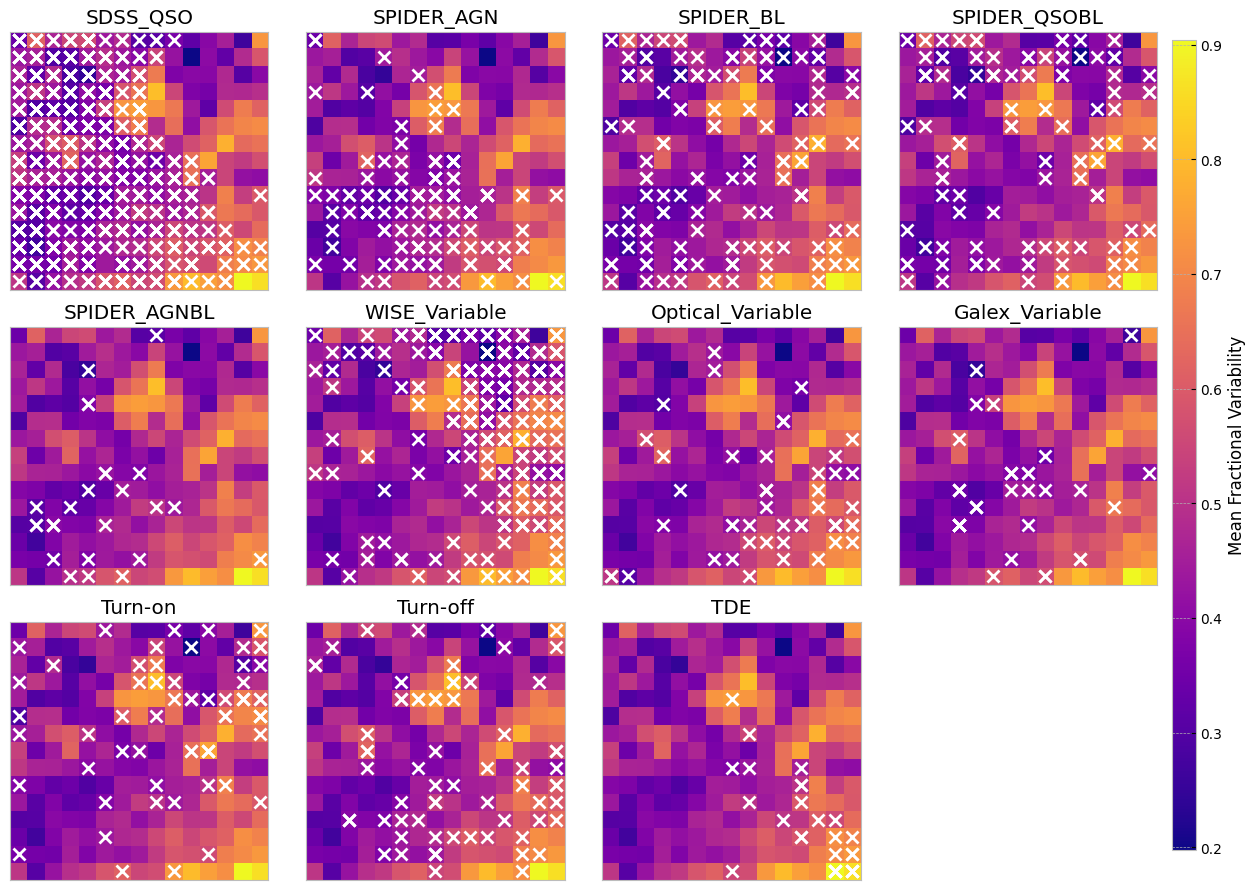 SDSS_QSO
SPIDER_AGN
SPIDER_BL
SPIDER_QSOBL
SPIDER_AGNBL
WISE_Variable
Optical_Variable
Galex_Variable
Turn-on
Turn-off
TDE
0.9
0.8
0.7
0.6
0.5
0.4
0.3
0.2
Mean Fractional Variability